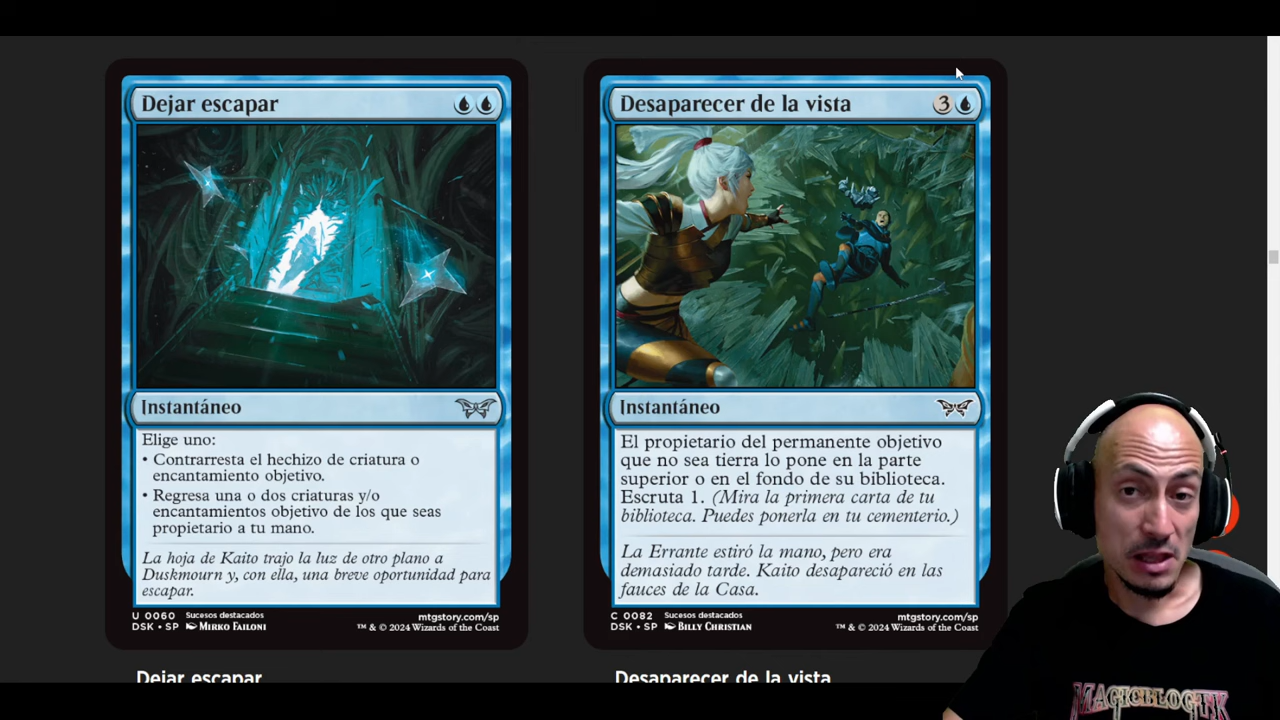 Dejar escapar
Instantáneo
Elige uno:
• Contrarresta el hechizo de criatura o
encantamiento objetivo.
• Regresa una o dos criaturas y/o
encantamientos objetivo de los que seas
propietario a tu mano.
La hoja de Kaito trajo la luz de otro plano a
Duskmourn y, con ella, una breve oportunidad para
escapar.
U 0060 Sucesos destacados mtgstory.com/sp
DSK • SP Mirko Failoni ™ & © 2024 Wizards of the Coast
Dejar escapar
Desaparecer de la vista 3
Instantáneo
El propietario del permanente objetivo
que no sea tierra lo pone en la parte
superior o en el fondo de su biblioteca.
Escruta 1. (Mira la primera carta de tu
biblioteca. Puedes ponerla en tu cementerio.)
La Errante estiró la mano, pero era
demasiado tarde. Kaito desapareció en las
fauces de la Casa.
C 0082 Sucesos destacados mtgstory.com/sp
DSK • SP Billy Christian ™ & © 2024 Wizards of the Coast
Desaparecer de la vista